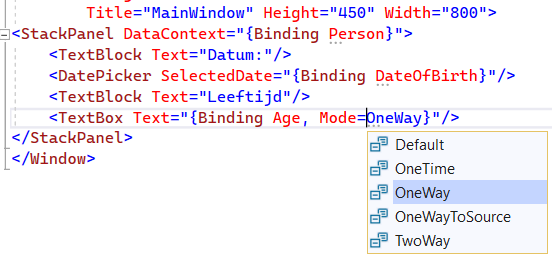 Title="MainWindow" Height="450" Width="800">
<StackPanel DataContext="{Binding Person}">
<TextBlock Text="Datum:"/>
<DatePicker SelectedDate="{Binding DateOfBirth}"/>
<TextBlock Text="Leeftijd"/>
<TextBox Text="{Binding Age, Mode=OneWay}"/>
</StackPanel>
</Window>
Default
OneTime
OneWay
OneWayToSource
TwoWay